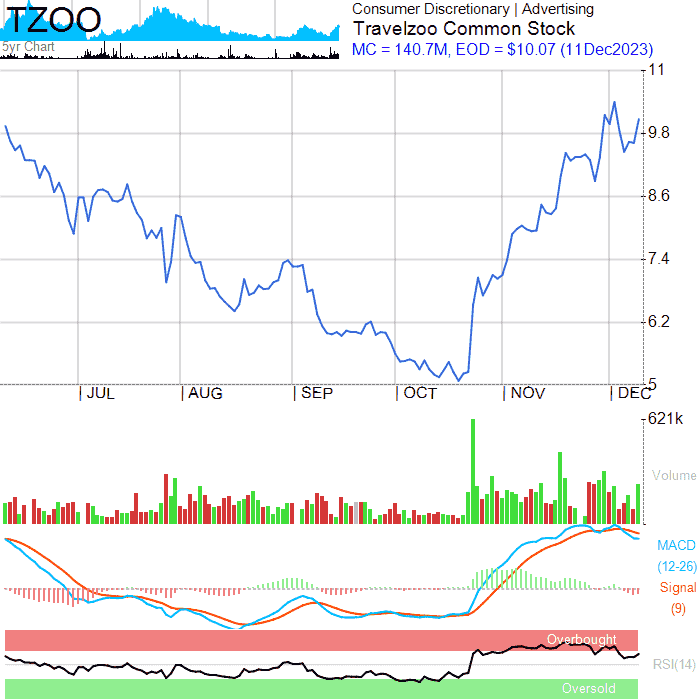 TZOO
5yr Chart
Consumer Discretionary | Advertising
Travelzoo Common Stock
MC = 140.7M, EOD = $10.07 (11Dec2023)
11
9.8
8.6
7.4
6.2
5
| JUL | AUG | SEP | OCT | NOV | DEC
621k
Volume
MACD
(12-26)
Signal
(9)
Overbought
RSI(14)
Oversold